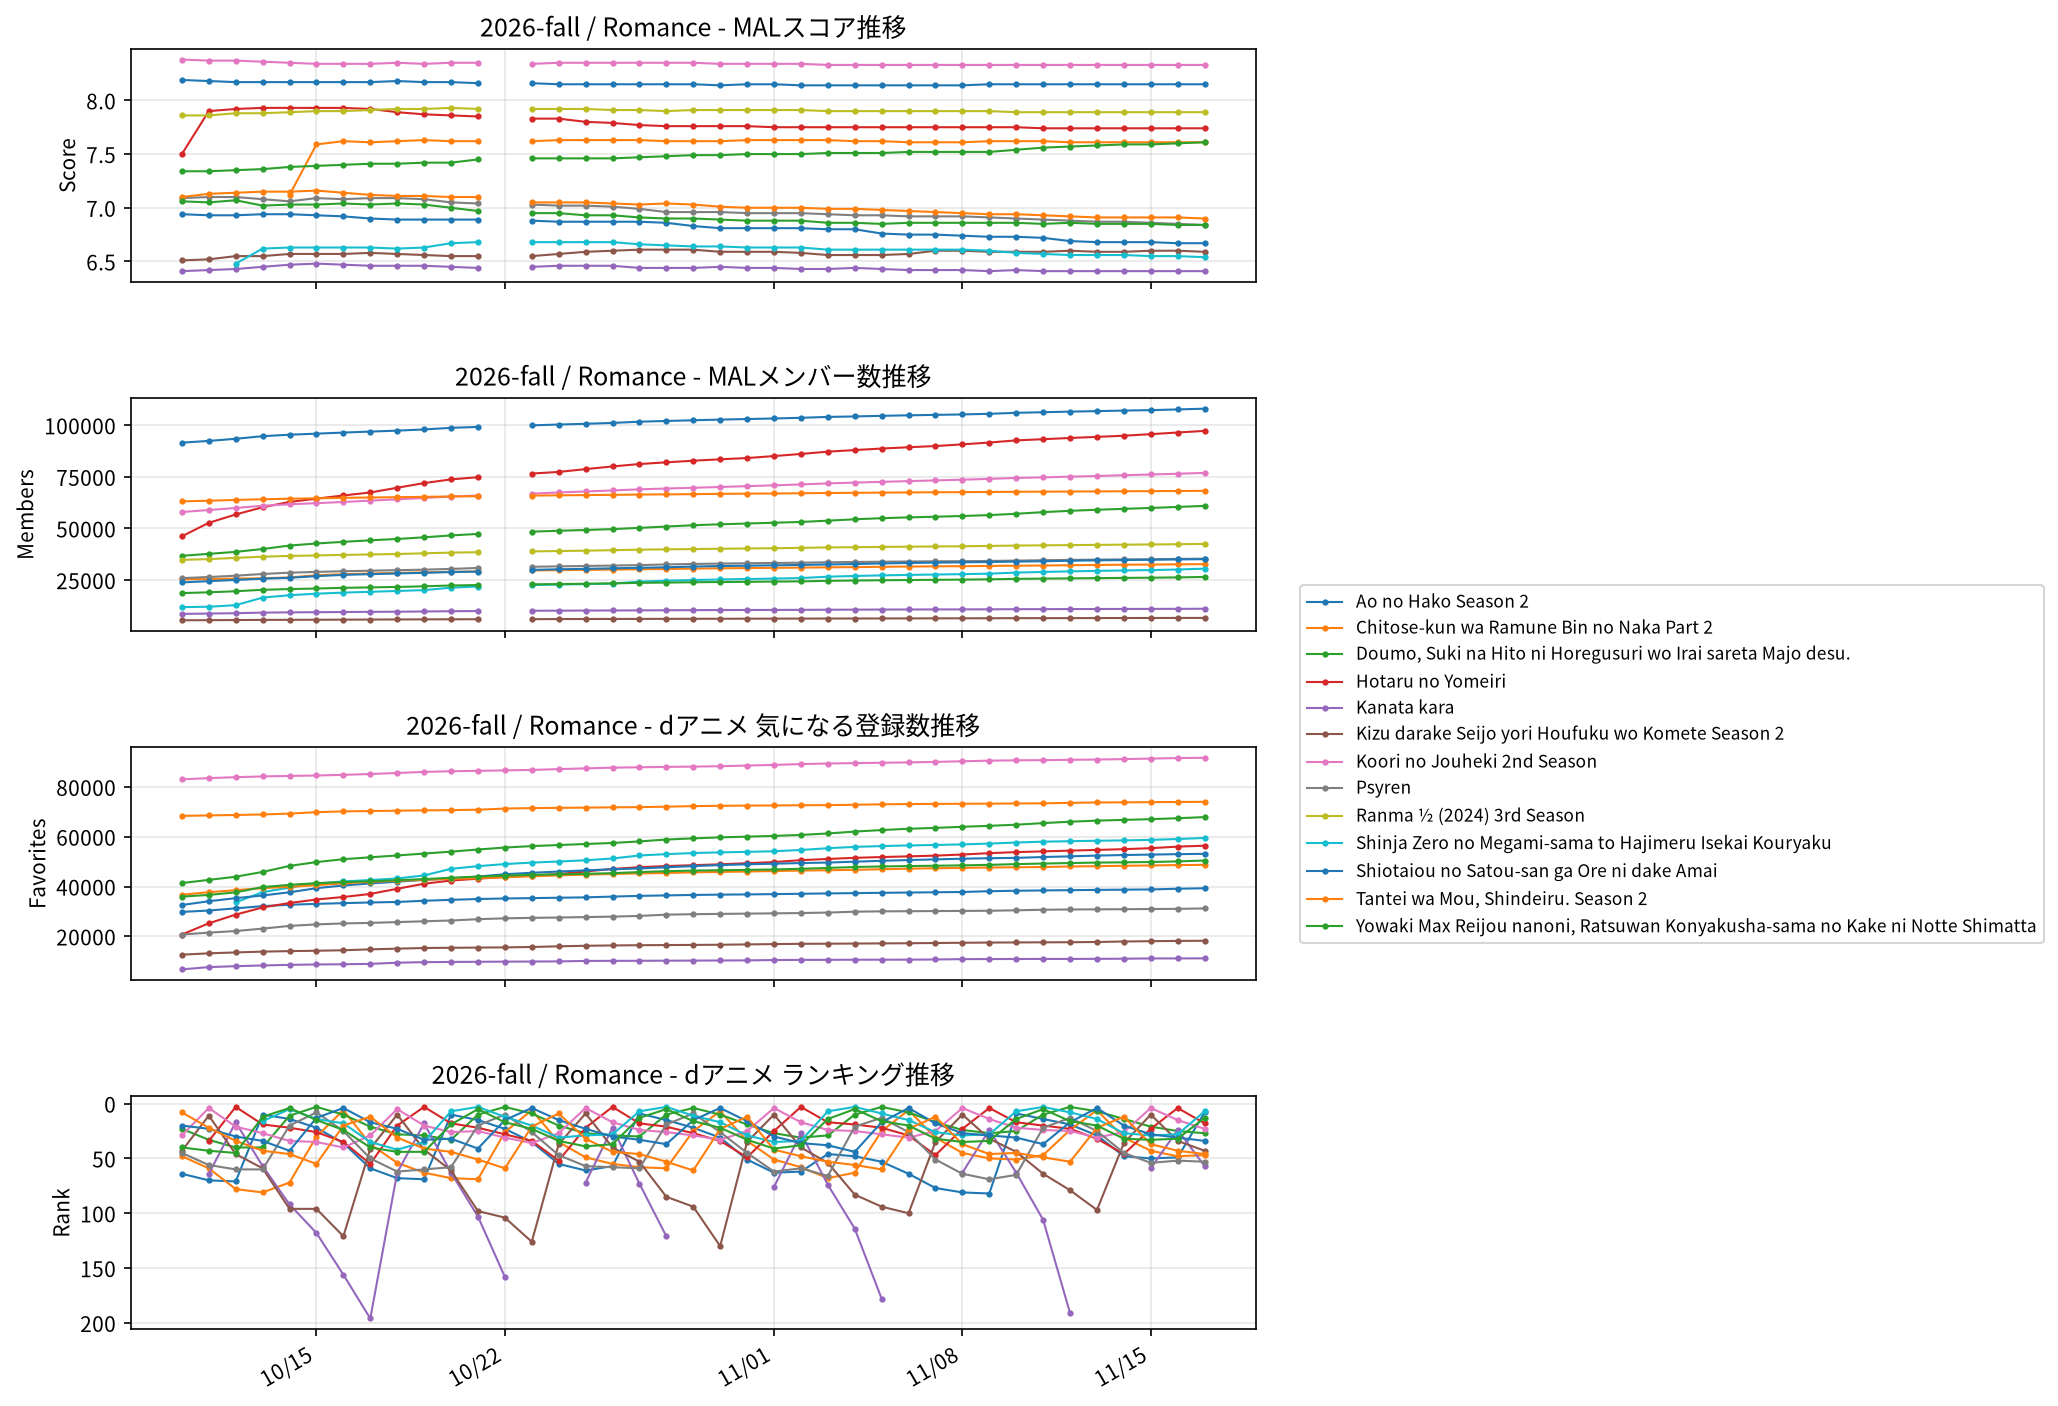 2026-fall / Romance - MALスコア推移
Score
8.0
7.5
7.0
6.5
2026-fall / Romance - MALメンバー数推移
Members
100000
75000
50000
25000
2026-fall / Romance - dアニメ 気になる登録数推移
Favorites
80000
60000
40000
20000
2026-fall / Romance - dアニメ ランキング推移
Rank
0
50
100
150
200
10/15
10/22
11/01
11/08
11/15
Ao no Hako Season 2
Chitose-kun wa Ramune Bin no Naka Part 2
Doumo, Suki na Hito ni Horegusuri wo Irai sareta Majo desu.
Hotaru no Yomeiri
Kanata kara
Kizu darake Seijo yori Houfuku wo Komete Season 2
Koori no Jouheki 2nd Season
Psyren
Ranma ½ (2024) 3rd Season
Shinja Zero no Megami-sama to Hajimeru Isekai Kouryaku
Shiotaiou no Satou-san ga Ore ni dake Amai
Tantei wa Mou, Shindeiru. Season 2
Yowaki Max Reijou nanoni, Ratsuwan Konyakusha-sama no Kake ni Notte Shimatta